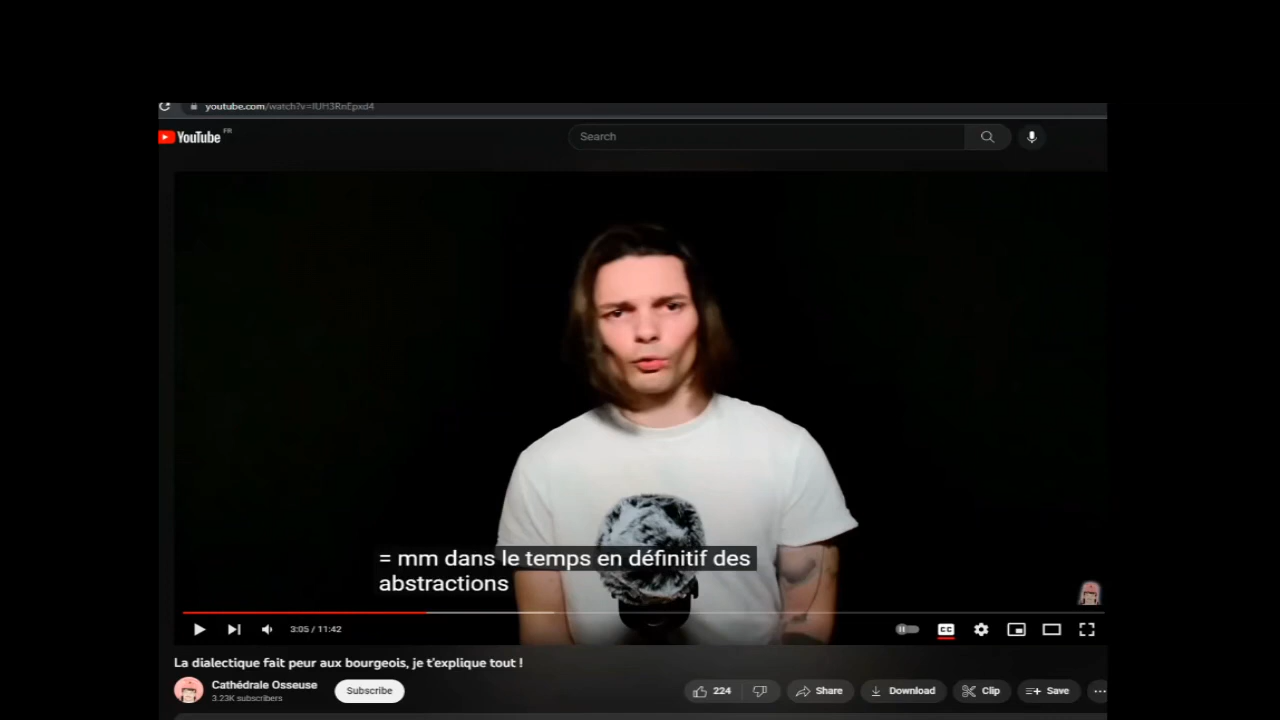 youtube.com/watch?v=IUH3RnEpxd4
YouTube FR
Search
= mm dans le temps en définitif des
abstractions
3:05 / 11:42
CC
La dialectique fait peur aux bourgeois, je t'explique tout !
Cathédrale Osseuse
3.23K subscribers
Subscribe
224
Share
Download
Clip
Save